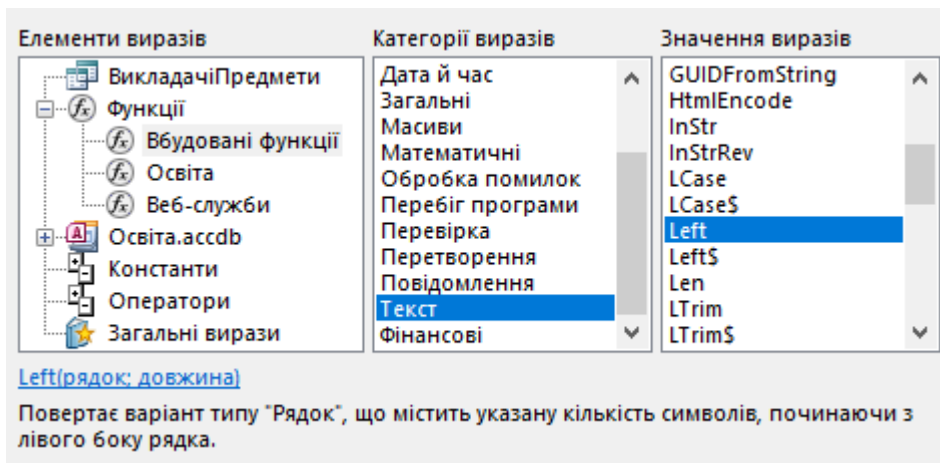 Елементи виразів
ВикладачіПредмети
Функції
Вбудовані функції
Освіта
Веб-служби
Освіта.accdb
Константи
Оператори
Загальні вирази
Категорії виразів
Дата й час
Загальні
Масиви
Математичні
Обробка помилок
Перебіг програми
Перевірка
Перетворення
Повідомлення
Текст
Фінансові
Значення виразів
GUIDFromString
HtmlEncode
InStr
InStrRev
LCase
LCase$
Left
Left$
Len
LTrim
LTrim$
Left(рядок; довжина)
Повертає варіант типу "Рядок", що містить указану кількість символів, починаючи з
лівого боку рядка.